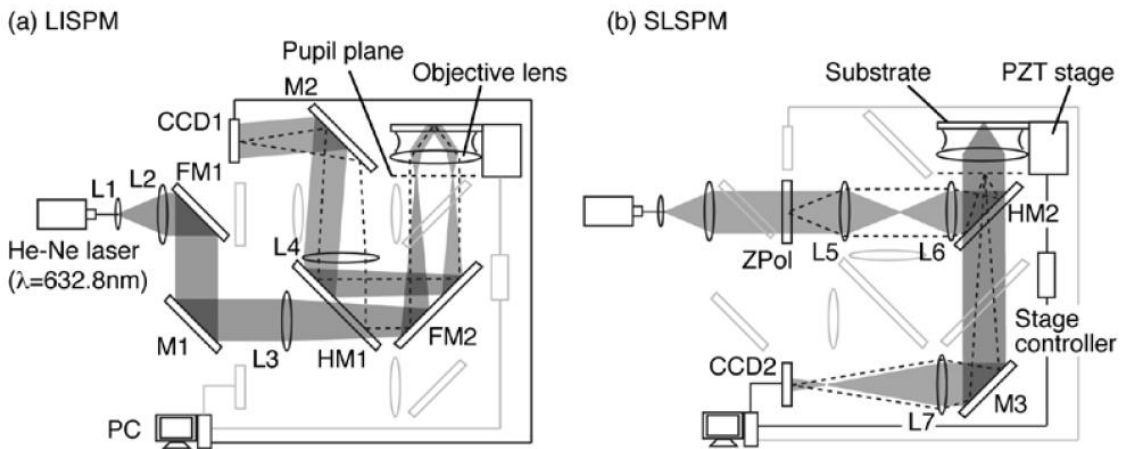 (a) LISPM
Pupil plane
M2
Objective lens
CCD1
FM1
L2
L1
He-Ne laser
(λ=632.8nm)
L4
M1
L3
HM1
FM2
PC
(b) SLSPM
Substrate
PZT stage
HM2
L5
L6
ZPol
Stage
controller
CCD2
M3
L7